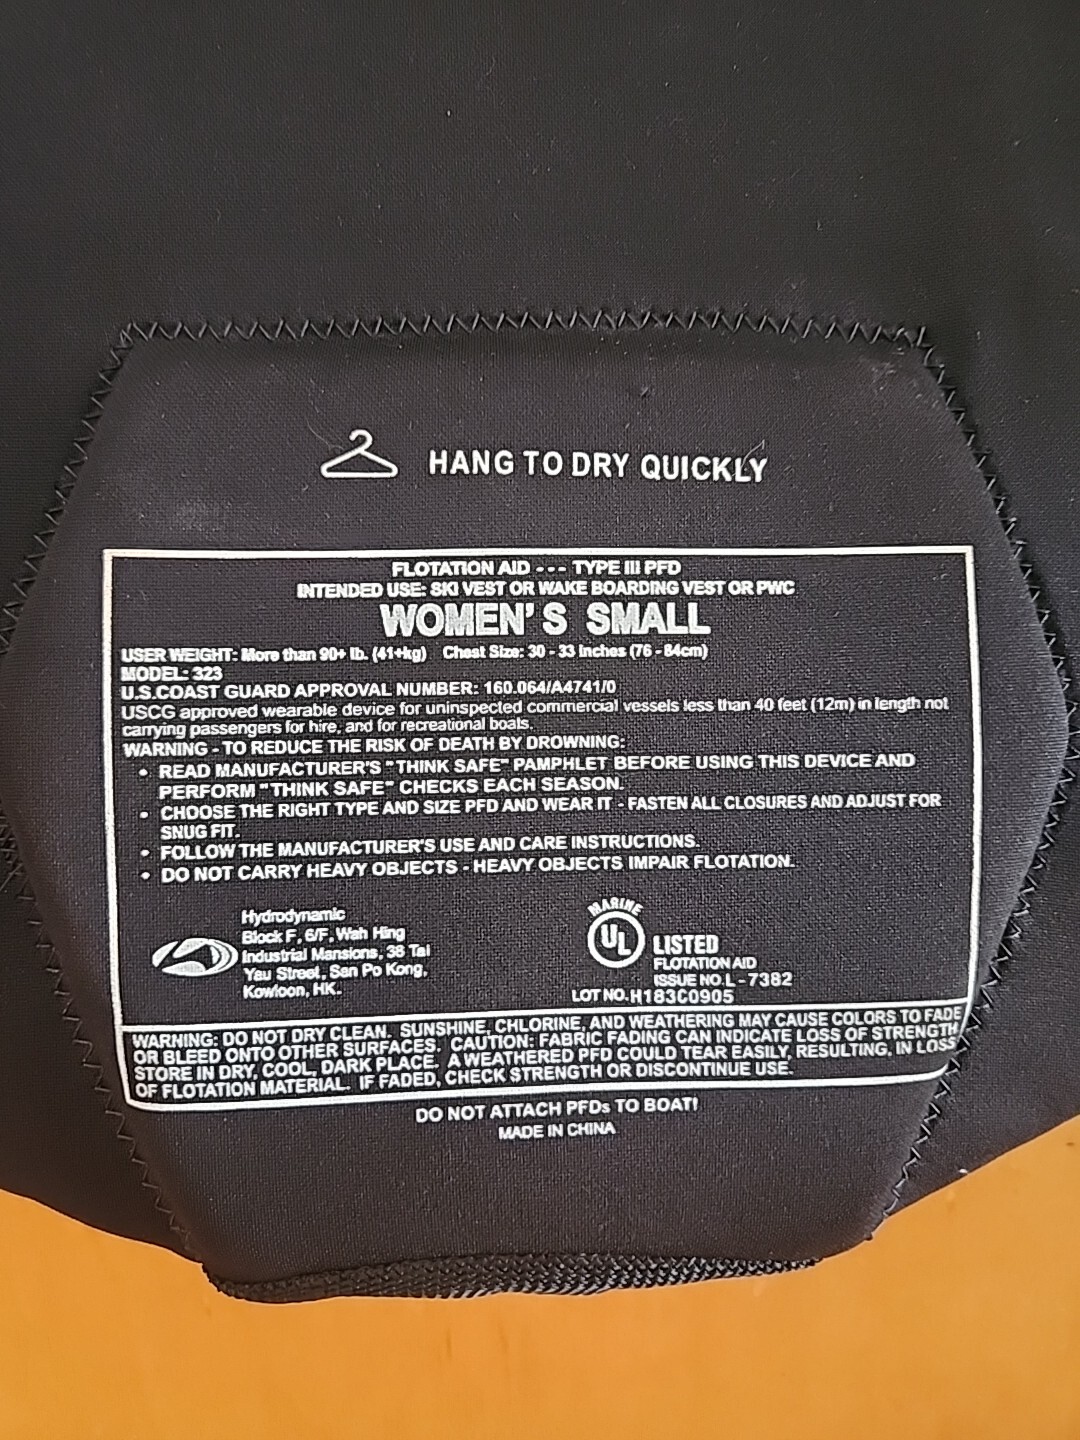 HANG TO DRY QUICKLY
FLOTATION AID - - - TYPE III PFD
INTENDED USE: SKI VEST OR WAKE BOARDING VEST OR PWC
WOMEN'S SMALL
USER WEIGHT: More than 90+ lb. (41+kg) Chest Size: 30 - 33 Inches (76 - 84cm)
MODEL: 323
U.S.COAST GUARD APPROVAL NUMBER: 160.064/A4741/0
USCG approved wearable device for uninspected commercial vessels less than 40 feet (12m) in length not
carrying passengers for hire, and for recreational boats.
WARNING - TO REDUCE THE RISK OF DEATH BY DROWNING:
• READ MANUFACTURER'S "THINK SAFE" PAMPHLET BEFORE USING THIS DEVICE AND
PERFORM "THINK SAFE" CHECKS EACH SEASON.
• CHOOSE THE RIGHT TYPE AND SIZE PFD AND WEAR IT - FASTEN ALL CLOSURES AND ADJUST FOR
SNUG FIT.
• FOLLOW THE MANUFACTURER'S USE AND CARE INSTRUCTIONS.
• DO NOT CARRY HEAVY OBJECTS - HEAVY OBJECTS IMPAIR FLOTATION.
Hydrodynamic
Block F, 6/F, Wah Hing
Industrial Mansions, 38 Tai
Yau Street, San Po Kong,
Kowloon, HK.
MARINE
UL
LISTED
FLOTATION AID
ISSUE NO. L - 7382
LOT NO. H183C0905
WARNING: DO NOT DRY CLEAN. SUNSHINE, CHLORINE, AND WEATHERING MAY CAUSE COLORS TO FADE
OR BLEED ONTO OTHER SURFACES. CAUTION: FABRIC FADING CAN INDICATE LOSS OF STRENGTH
STORE IN DRY, COOL, DARK PLACE. A WEATHERED PFD COULD TEAR EASILY, RESULTING, IN LOSS
OF FLOTATION MATERIAL. IF FADED, CHECK STRENGTH OR DISCONTINUE USE.
DO NOT ATTACH PFDs TO BOAT!
MADE IN CHINA